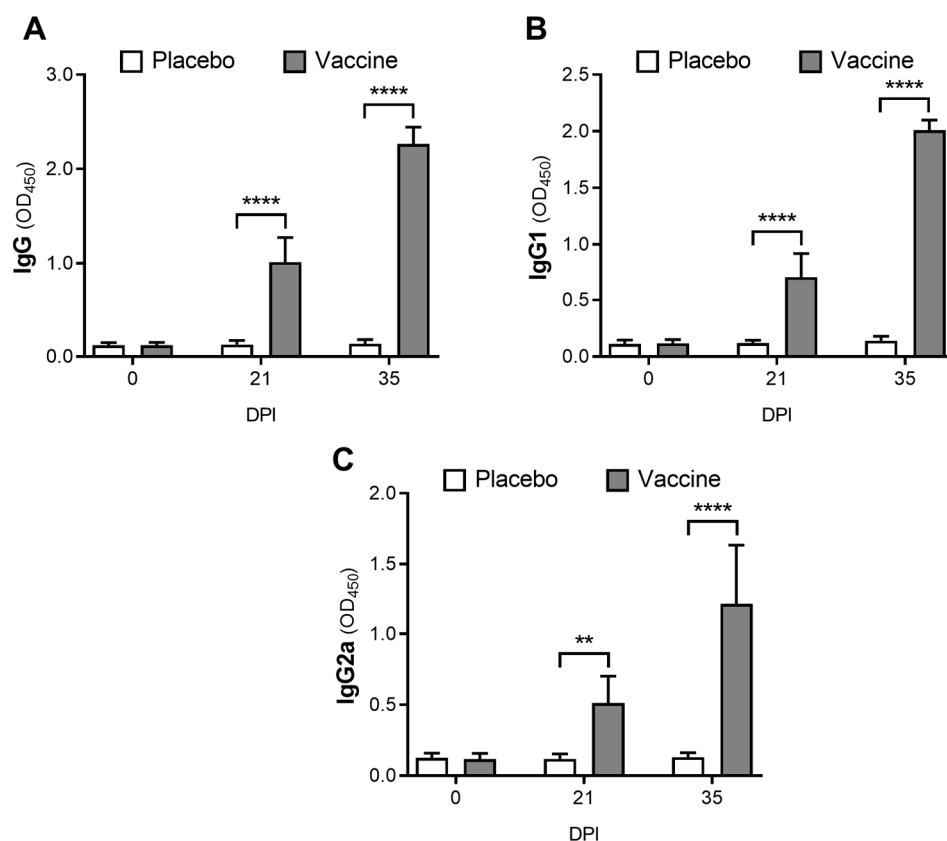 A
Placebo Vaccine
3.0
2.0
1.0
0.0
IgG (OD450)
****
****
0 21 35
DPI
B
Placebo Vaccine
2.5
2.0
1.5
1.0
0.5
0.0
IgG1 (OD450)
****
****
0 21 35
DPI
C
Placebo Vaccine
2.0
1.5
1.0
0.5
0.0
IgG2a (OD450)
**
****
0 21 35
DPI